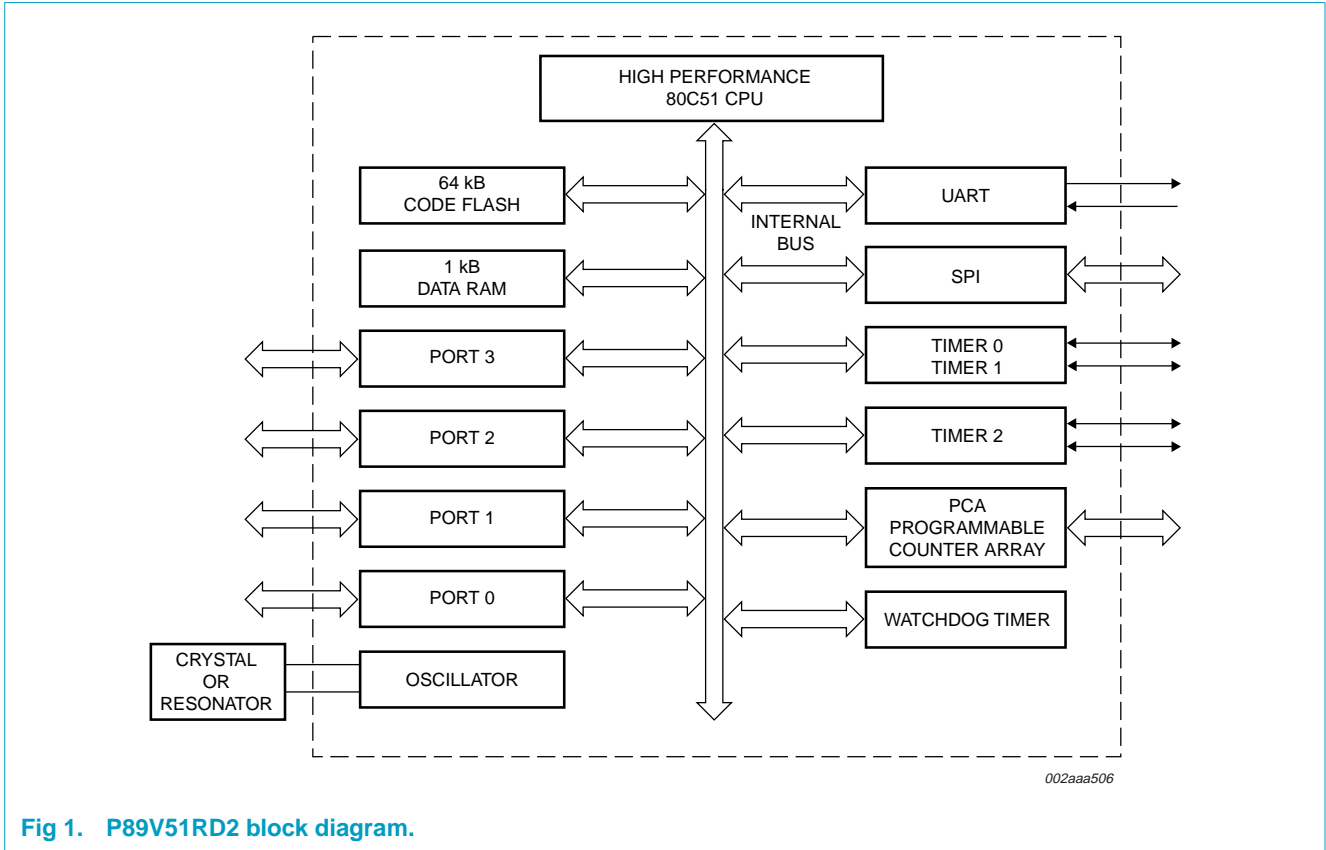 HIGH PERFORMANCE
80C51 CPU
64 kB
CODE FLASH
1 kB
DATA RAM
PORT 3
PORT 2
PORT 1
PORT 0
CRYSTAL
OR
RESONATOR
OSCILLATOR
INTERNAL
BUS
UART
SPI
TIMER 0
TIMER 1
TIMER 2
PCA
PROGRAMMABLE
COUNTER ARRAY
WATCHDOG TIMER
002aaa506
Fig 1. P89V51RD2 block diagram.